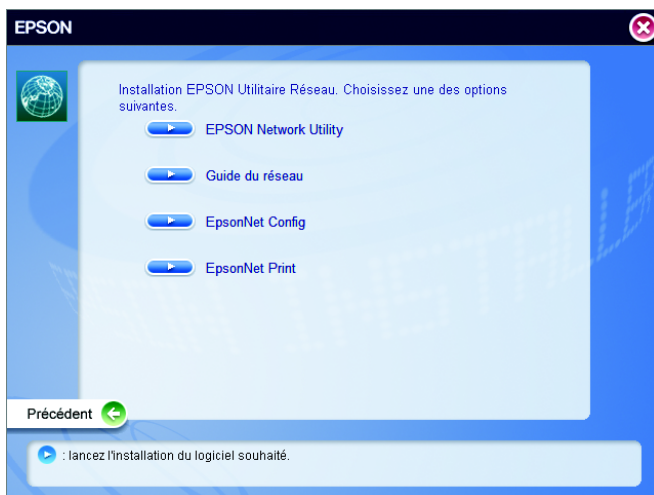 EPSON
Installation EPSON Utilitaire Réseau. Choisissez une des options
suivantes.
EPSON Network Utility
Guide du réseau
EpsonNet Config
EpsonNet Print
Précédent
: lancez l'installation du logiciel souhaité.